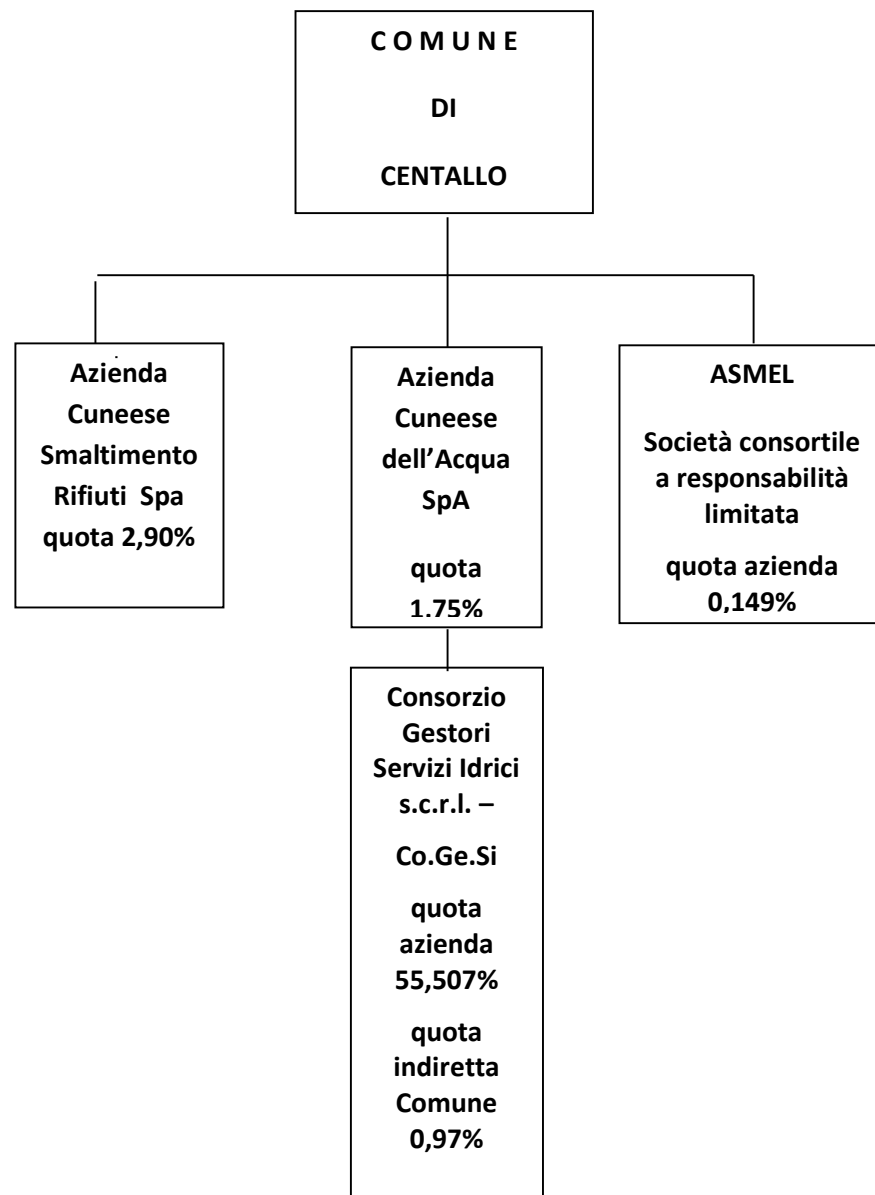 C O M U N E
DI
CENTALLO
Azienda
Cuneese
Smaltimento
Rifiuti Spa
quota 2,90%
Azienda
Cuneese
dell’Acqua
SpA
quota
1.75%
ASMEL
Società consortile
a responsabilità
limitata
quota azienda
0,149%
Consorzio
Gestori
Servizi Idrici
s.c.r.l. –
Co.Ge.Si
quota
azienda
55,507%
quota
indiretta
Comune
0,97%